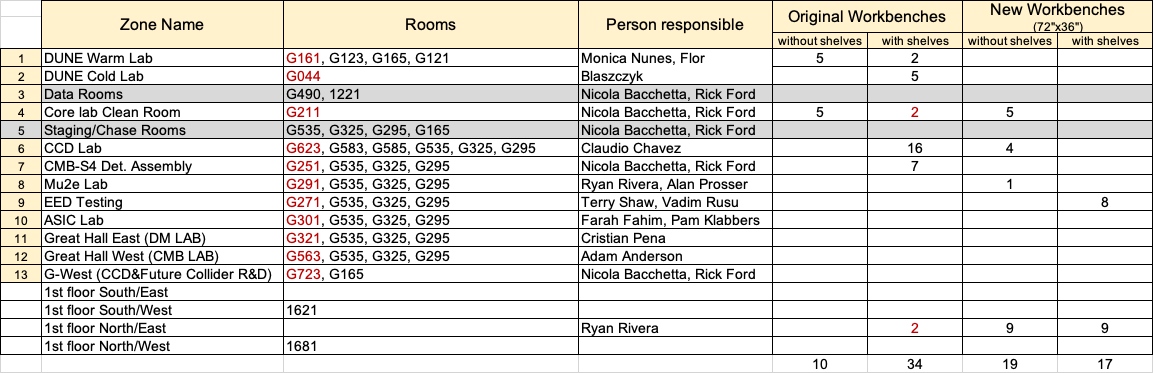 Zone Name Rooms Person responsible Original Workbenches New Workbenches
(72"x36")
without shelves with shelves without shelves with shelves
1 DUNE Warm Lab G161, G123, G165, G121 Monica Nunes, Flor 5 2
2 DUNE Cold Lab G044 Blaszczyk 5
3 Data Rooms G490, 1221 Nicola Bacchetta, Rick Ford
4 Core lab Clean Room G211 Nicola Bacchetta, Rick Ford 5 2 5
5 Staging/Chase Rooms G535, G325, G295, G165 Nicola Bacchetta, Rick Ford
6 CCD Lab G623, G583, G585, G535, G325, G295 Claudio Chavez 16 4
7 CMB-S4 Det. Assembly G251, G535, G325, G295 Nicola Bacchetta, Rick Ford 7
8 Mu2e Lab G291, G535, G325, G295 Ryan Rivera, Alan Prosser 1
9 EED Testing G271, G535, G325, G295 Terry Shaw, Vadim Rusu 8
10 ASIC Lab G301, G535, G325, G295 Farah Fahim, Pam Klabbers
11 Great Hall East (DM LAB) G321, G535, G325, G295 Cristian Pena
12 Great Hall West (CMB LAB) G563, G535, G325, G295 Adam Anderson
13 G-West (CCD&Future Collider R&D) G723, G165 Nicola Bacchetta, Rick Ford
1st floor South/East
1st floor South/West 1621
1st floor North/East Ryan Rivera 2 9 9
1st floor North/West 1681
10 34 19 17